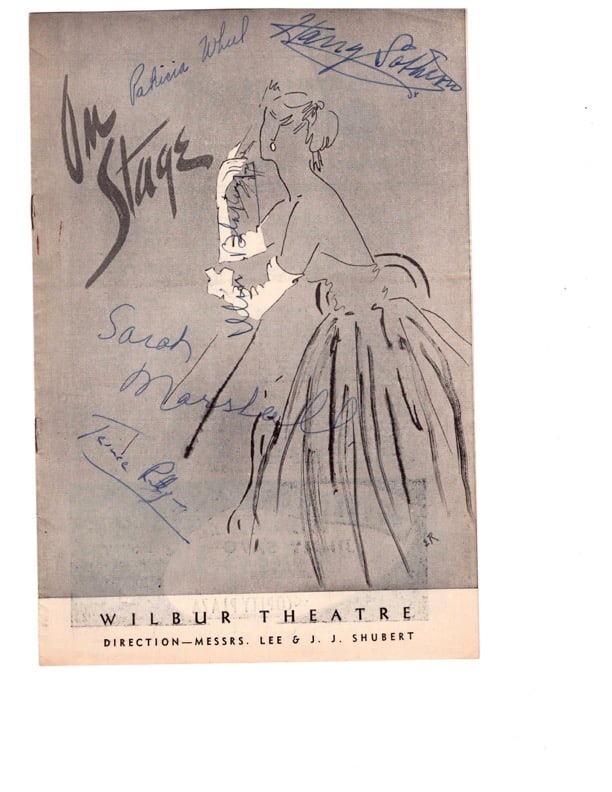 Patricia Wheel
Harry Sothern
On
Stage
Sarah
Marshall
WILBUR THEATRE
DIRECTION—MESSRS. LEE & J. J. SHUBERT